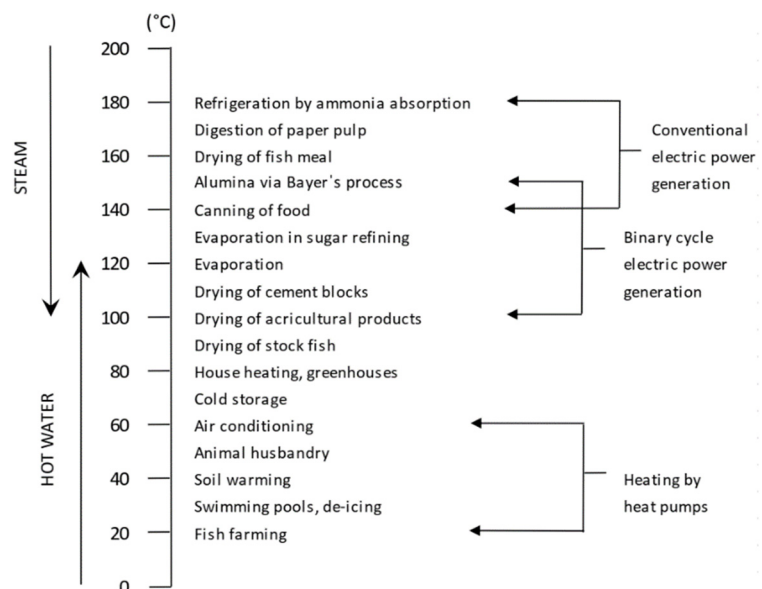 (°C)
200
180
Refrigeration by ammonia absorption
Digestion of paper pulp
160
Drying of fish meal
Alumina via Bayer's process
140
Canning of food
Evaporation in sugar refining
120
Evaporation
Drying of cement blocks
100
Drying of acricultural products
Drying of stock fish
80
House heating, greenhouses
Cold storage
60
Air conditioning
Animal husbandry
40
Soil warming
Swimming pools, de-icing
20
Fish farming
0
STEAM
HOT WATER
Conventional
electric power
generation
Binary cycle
electric power
generation
Heating by
heat pumps